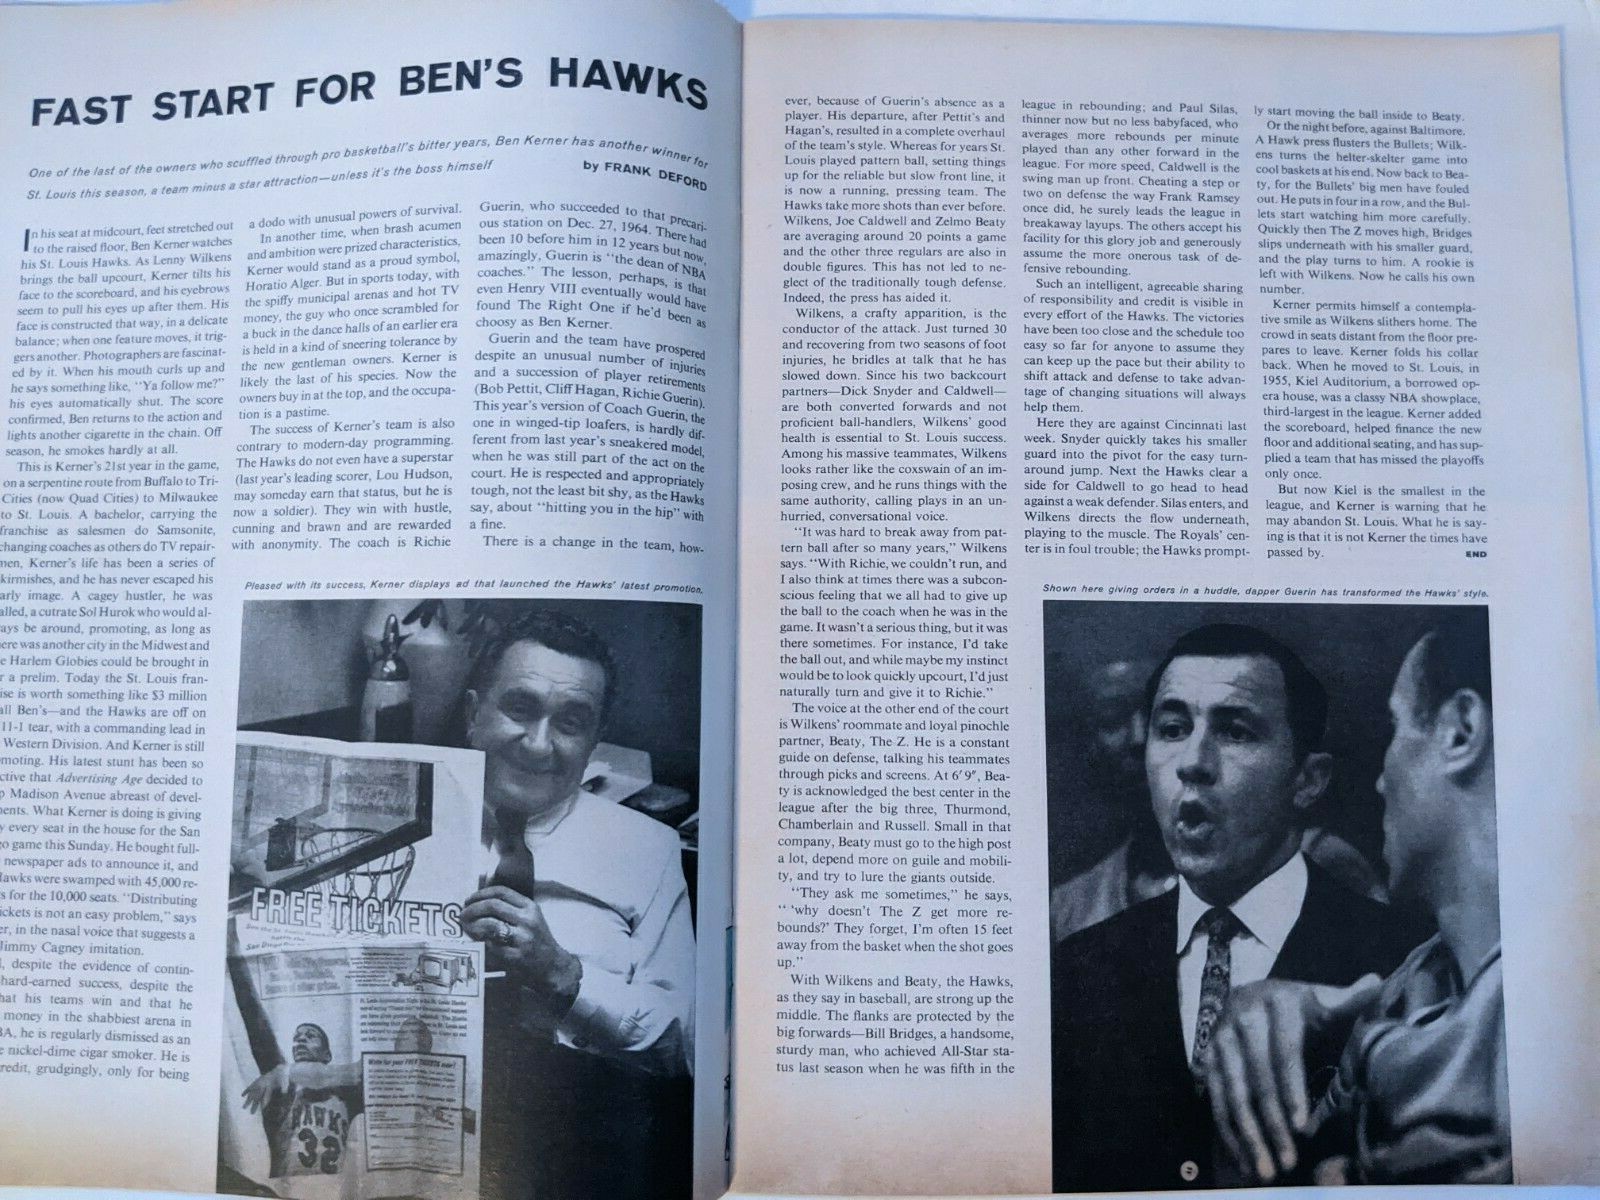 FAST START FOR BEN'S HAWKS
One of the last of the owners who scuffled through pro basketball's bitter years, Ben Kerner has another winner for
St. Louis this season, a team minus a star attraction—unless it's the boss himself
by FRANK DEFORD
In his seat at midcourt, feet stretched out
to the raised floor, Ben Kerner watches
his St. Louis Hawks. As Lenny Wilkens
brings the ball upcourt, Kerner tilts his
face to the scoreboard, and his eyebrows
seem to pull his eyes up after them. His
face is constructed that way, in a delicate
balance; when one feature moves, it trig-
gers another. Photographers are fascinat-
ed by it. When his mouth curls up and
he says something like, "Ya follow me?"
his eyes automatically shut. The score
confirmed, Ben returns to the action and
lights another cigarette in the chain. Off
season, he smokes hardly at all.
This is Kerner's 21st year in the game,
on a serpentine route from Buffalo to Tri-
Cities (now Quad Cities) to Milwaukee
to St. Louis. A bachelor, carrying the
franchise as salesmen do Samsonite,
changing coaches as others do TV repair-
men, Kerner's life has been a series of
kirmishes, and he has never escaped his
arly image. A cagey hustler, he was
alled, a cutrate Sol Hurok who would al-
ays be around, promoting, as long as
ere was another city in the Midwest and
e Harlem Globies could be brought in
r a prelim. Today the St. Louis fran-
ise is worth something like $3 million
all Ben's—and the Hawks are off on
11-1 tear, with a commanding lead in
Western Division. And Kerner is still
moting. His latest stunt has been so
ctive that Advertising Age decided to
p Madison Avenue abreast of devel-
ents. What Kerner is doing is giving
y every seat in the house for the San
o game this Sunday. He bought full-
newspaper ads to announce it, and
awks were swamped with 45,000 re-
s for the 10,000 seats. "Distributing
ickets is not an easy problem," says
er, in the nasal voice that suggests a
Jimmy Cagney imitation.
l, despite the evidence of contin-
hard-earned success, despite the
hat his teams win and that he
money in the shabbiest arena in
BA, he is regularly dismissed as an
e nickel-dime cigar smoker. He is
redit, grudgingly, only for being
a dodo with unusual powers of survival.
In another time, when brash acumen
and ambition were prized characteristics,
Kerner would stand as a proud symbol,
Horatio Alger. But in sports today, with
the spiffy municipal arenas and hot TV
money, the guy who once scrambled for
a buck in the dance halls of an earlier era
is held in a kind of sneering tolerance by
the new gentleman owners. Kerner is
likely the last of his species. Now the
owners buy in at the top, and the occupa-
tion is a pastime.
The success of Kerner's team is also
contrary to modern-day programming.
The Hawks do not even have a superstar
(last year's leading scorer, Lou Hudson,
may someday earn that status, but he is
now a soldier). They win with hustle,
cunning and brawn and are rewarded
with anonymity. The coach is Richie
Guerin, who succeeded to that precari-
ous station on Dec. 27, 1964. There had
been 10 before him in 12 years but now,
amazingly, Guerin is "the dean of NBA
coaches." The lesson, perhaps, is that
even Henry VIII eventually would have
found The Right One if he'd been as
choosy as Ben Kerner.
Guerin and the team have prospered
despite an unusual number of injuries
and a succession of player retirements
(Bob Pettit, Cliff Hagan, Richie Guerin).
This year's version of Coach Guerin, the
one in winged-tip loafers, is hardly dif-
ferent from last year's sneakered model,
when he was still part of the act on the
court. He is respected and appropriately
tough, not the least bit shy, as the Hawks
say, about "hitting you in the hip" with
a fine.
There is a change in the team, how-
Pleased with its success, Kerner displays ad that launched the Hawks' latest promotion.
FREE TICKETS
San Diego
Write for your FREE TICKETS now!
HAWKS
32
ever, because of Guerin's absence as a
player. His departure, after Pettit's and
Hagan's, resulted in a complete overhaul
of the team's style. Whereas for years St.
Louis played pattern ball, setting things
up for the reliable but slow front line, it
is now a running, pressing team. The
Hawks take more shots than ever before.
Wilkens, Joe Caldwell and Zelmo Beaty
are averaging around 20 points a game
and the other three regulars are also in
double figures. This has not led to ne-
glect of the traditionally tough defense.
Indeed, the press has aided it.
Wilkens, a crafty apparition, is the
conductor of the attack. Just turned 30
and recovering from two seasons of foot
injuries, he bridles at talk that he has
slowed down. Since his two backcourt
partners—Dick Snyder and Caldwell—
are both converted forwards and not
proficient ball-handlers, Wilkens' good
health is essential to St. Louis success.
Among his massive teammates, Wilkens
looks rather like the coxswain of an im-
posing crew, and he runs things with the
same authority, calling plays in an un-
hurried, conversational voice.
"It was hard to break away from pat-
tern ball after so many years," Wilkens
says. "With Richie, we couldn't run, and
I also think at times there was a subcon-
scious feeling that we all had to give up
the ball to the coach when he was in the
game. It wasn't a serious thing, but it was
there sometimes. For instance, I'd take
the ball out, and while maybe my instinct
would be to look quickly upcourt, I'd just
naturally turn and give it to Richie."
The voice at the other end of the court
is Wilkens' roommate and loyal pinochle
partner, Beaty, The Z. He is a constant
guide on defense, talking his teammates
through picks and screens. At 6'9", Bea-
ty is acknowledged the best center in the
league after the big three, Thurmond,
Chamberlain and Russell. Small in that
company, Beaty must go to the high post
a lot, depend more on guile and mobili-
ty, and try to lure the giants outside.
"They ask me sometimes," he says,
" 'why doesn't The Z get more re-
bounds?' They forget, I'm often 15 feet
away from the basket when the shot goes
up."
With Wilkens and Beaty, the Hawks,
as they say in baseball, are strong up the
middle. The flanks are protected by the
big forwards—Bill Bridges, a handsome,
sturdy man, who achieved All-Star sta-
tus last season when he was fifth in the
league in rebounding; and Paul Silas,
thinner now but no less babyfaced, who
averages more rebounds per minute
played than any other forward in the
league. For more speed, Caldwell is the
swing man up front. Cheating a step or
two on defense the way Frank Ramsey
once did, he surely leads the league in
breakaway layups. The others accept his
facility for this glory job and generously
assume the more onerous task of de-
fensive rebounding.
Such an intelligent, agreeable sharing
of responsibility and credit is visible in
every effort of the Hawks. The victories
have been too close and the schedule too
easy so far for anyone to assume they
can keep up the pace but their ability to
shift attack and defense to take advan-
tage of changing situations will always
help them.
Here they are against Cincinnati last
week. Snyder quickly takes his smaller
guard into the pivot for the easy turn-
around jump. Next the Hawks clear a
side for Caldwell to go head to head
against a weak defender. Silas enters, and
Wilkens directs the flow underneath,
playing to the muscle. The Royals' cen-
ter is in foul trouble; the Hawks prompt-
ly start moving the ball inside to Beaty.
Or the night before, against Baltimore.
A Hawk press flusters the Bullets; Wilk-
ens turns the helter-skelter game into
cool baskets at his end. Now back to Bea-
ty, for the Bullets' big men have fouled
out. He puts in four in a row, and the Bul-
lets start watching him more carefully.
Quickly then The Z moves high, Bridges
slips underneath with his smaller guard,
and the play turns to him. A rookie is
left with Wilkens. Now he calls his own
number.
Kerner permits himself a contempla-
tive smile as Wilkens slithers home. The
crowd in seats distant from the floor pre-
pares to leave. Kerner folds his collar
back. When he moved to St. Louis, in
1955, Kiel Auditorium, a borrowed op-
era house, was a classy NBA showplace,
third-largest in the league. Kerner added
the scoreboard, helped finance the new
floor and additional seating, and has sup-
plied a team that has missed the playoffs
only once.
But now Kiel is the smallest in the
league, and Kerner is warning that he
may abandon St. Louis. What he is say-
ing is that it is not Kerner the times have
passed by. END
Shown here giving orders in a huddle, dapper Guerin has transformed the Hawks' style.